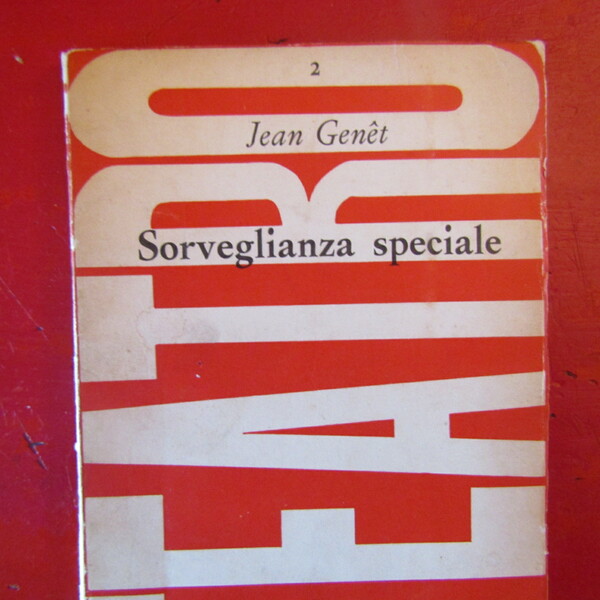 2
Jean Genêt
Sorveglianza speciale
TEATRO